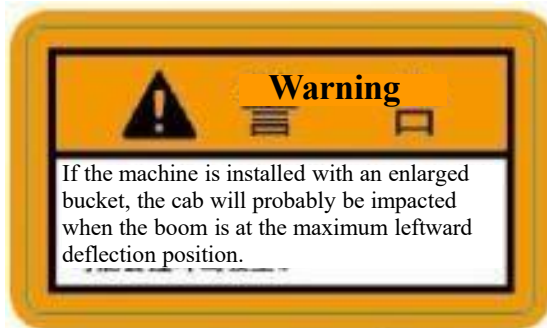 Warning
If the machine is installed with an enlarged
bucket, the cab will probably be impacted
when the boom is at the maximum leftward
deflection position.